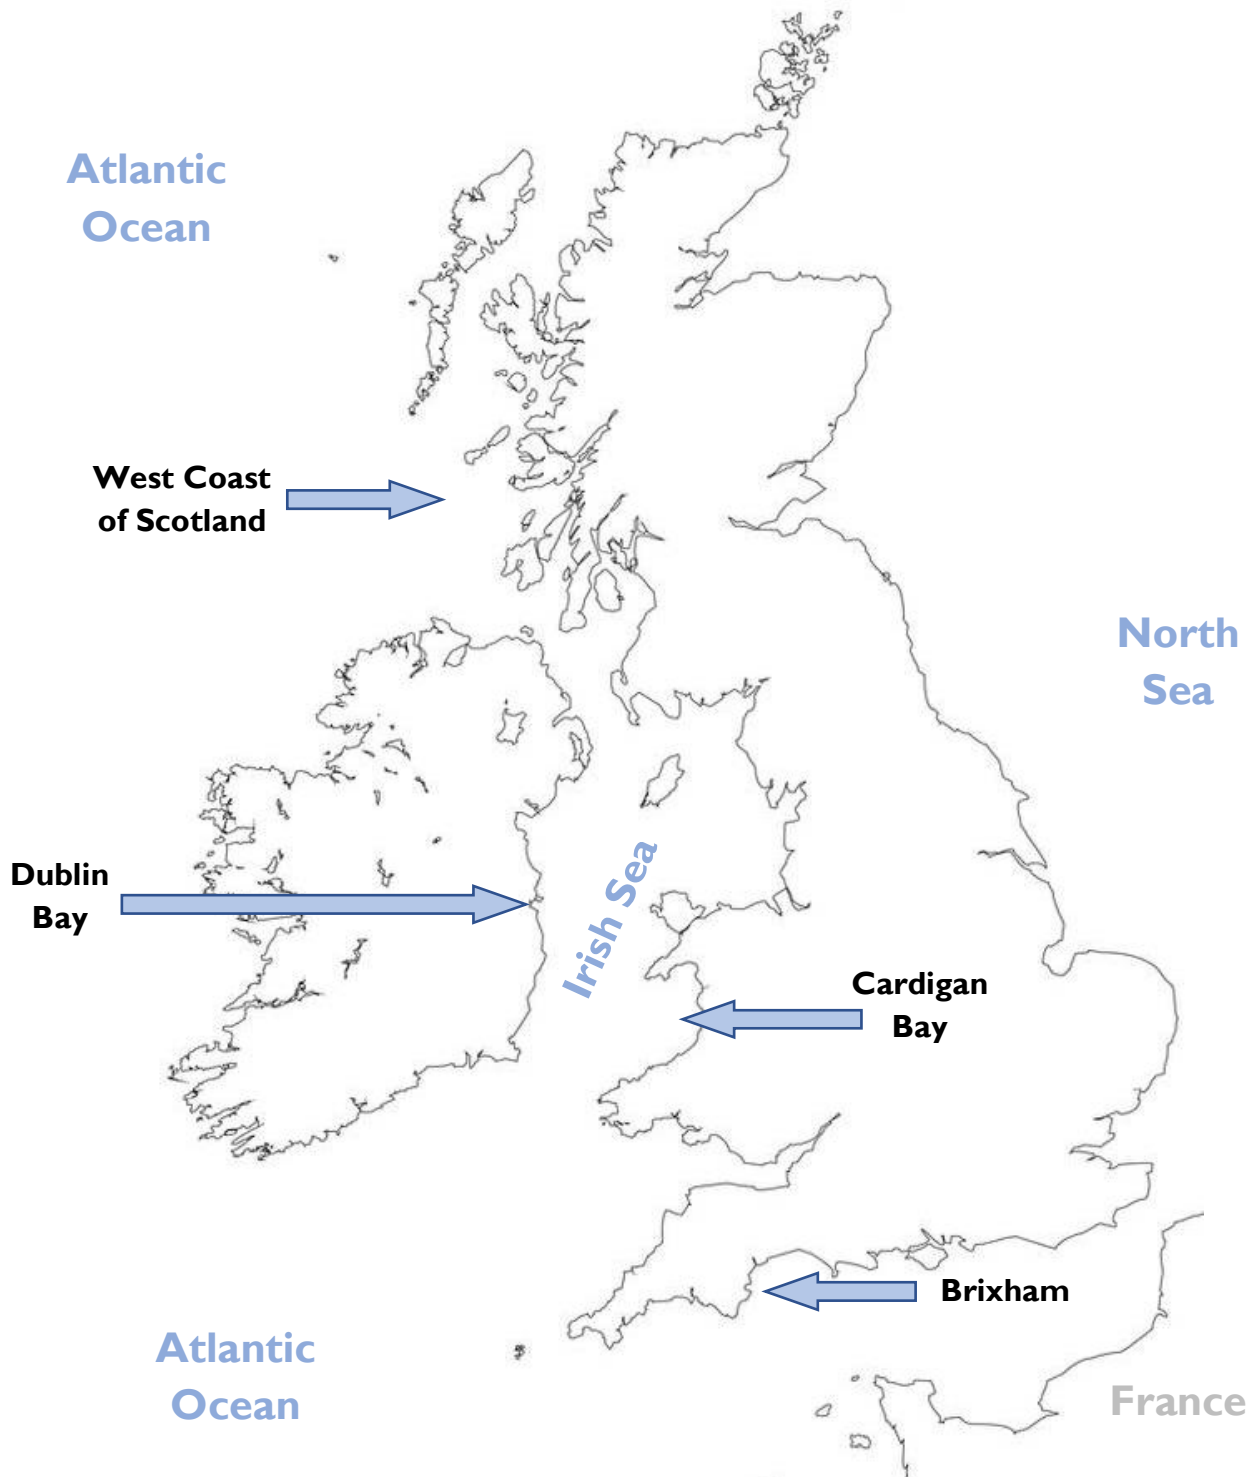 Atlantic
Ocean
West Coast
of Scotland
North
Sea
Dublin
Bay
Irish Sea
Cardigan
Bay
Brixham
Atlantic
Ocean
France